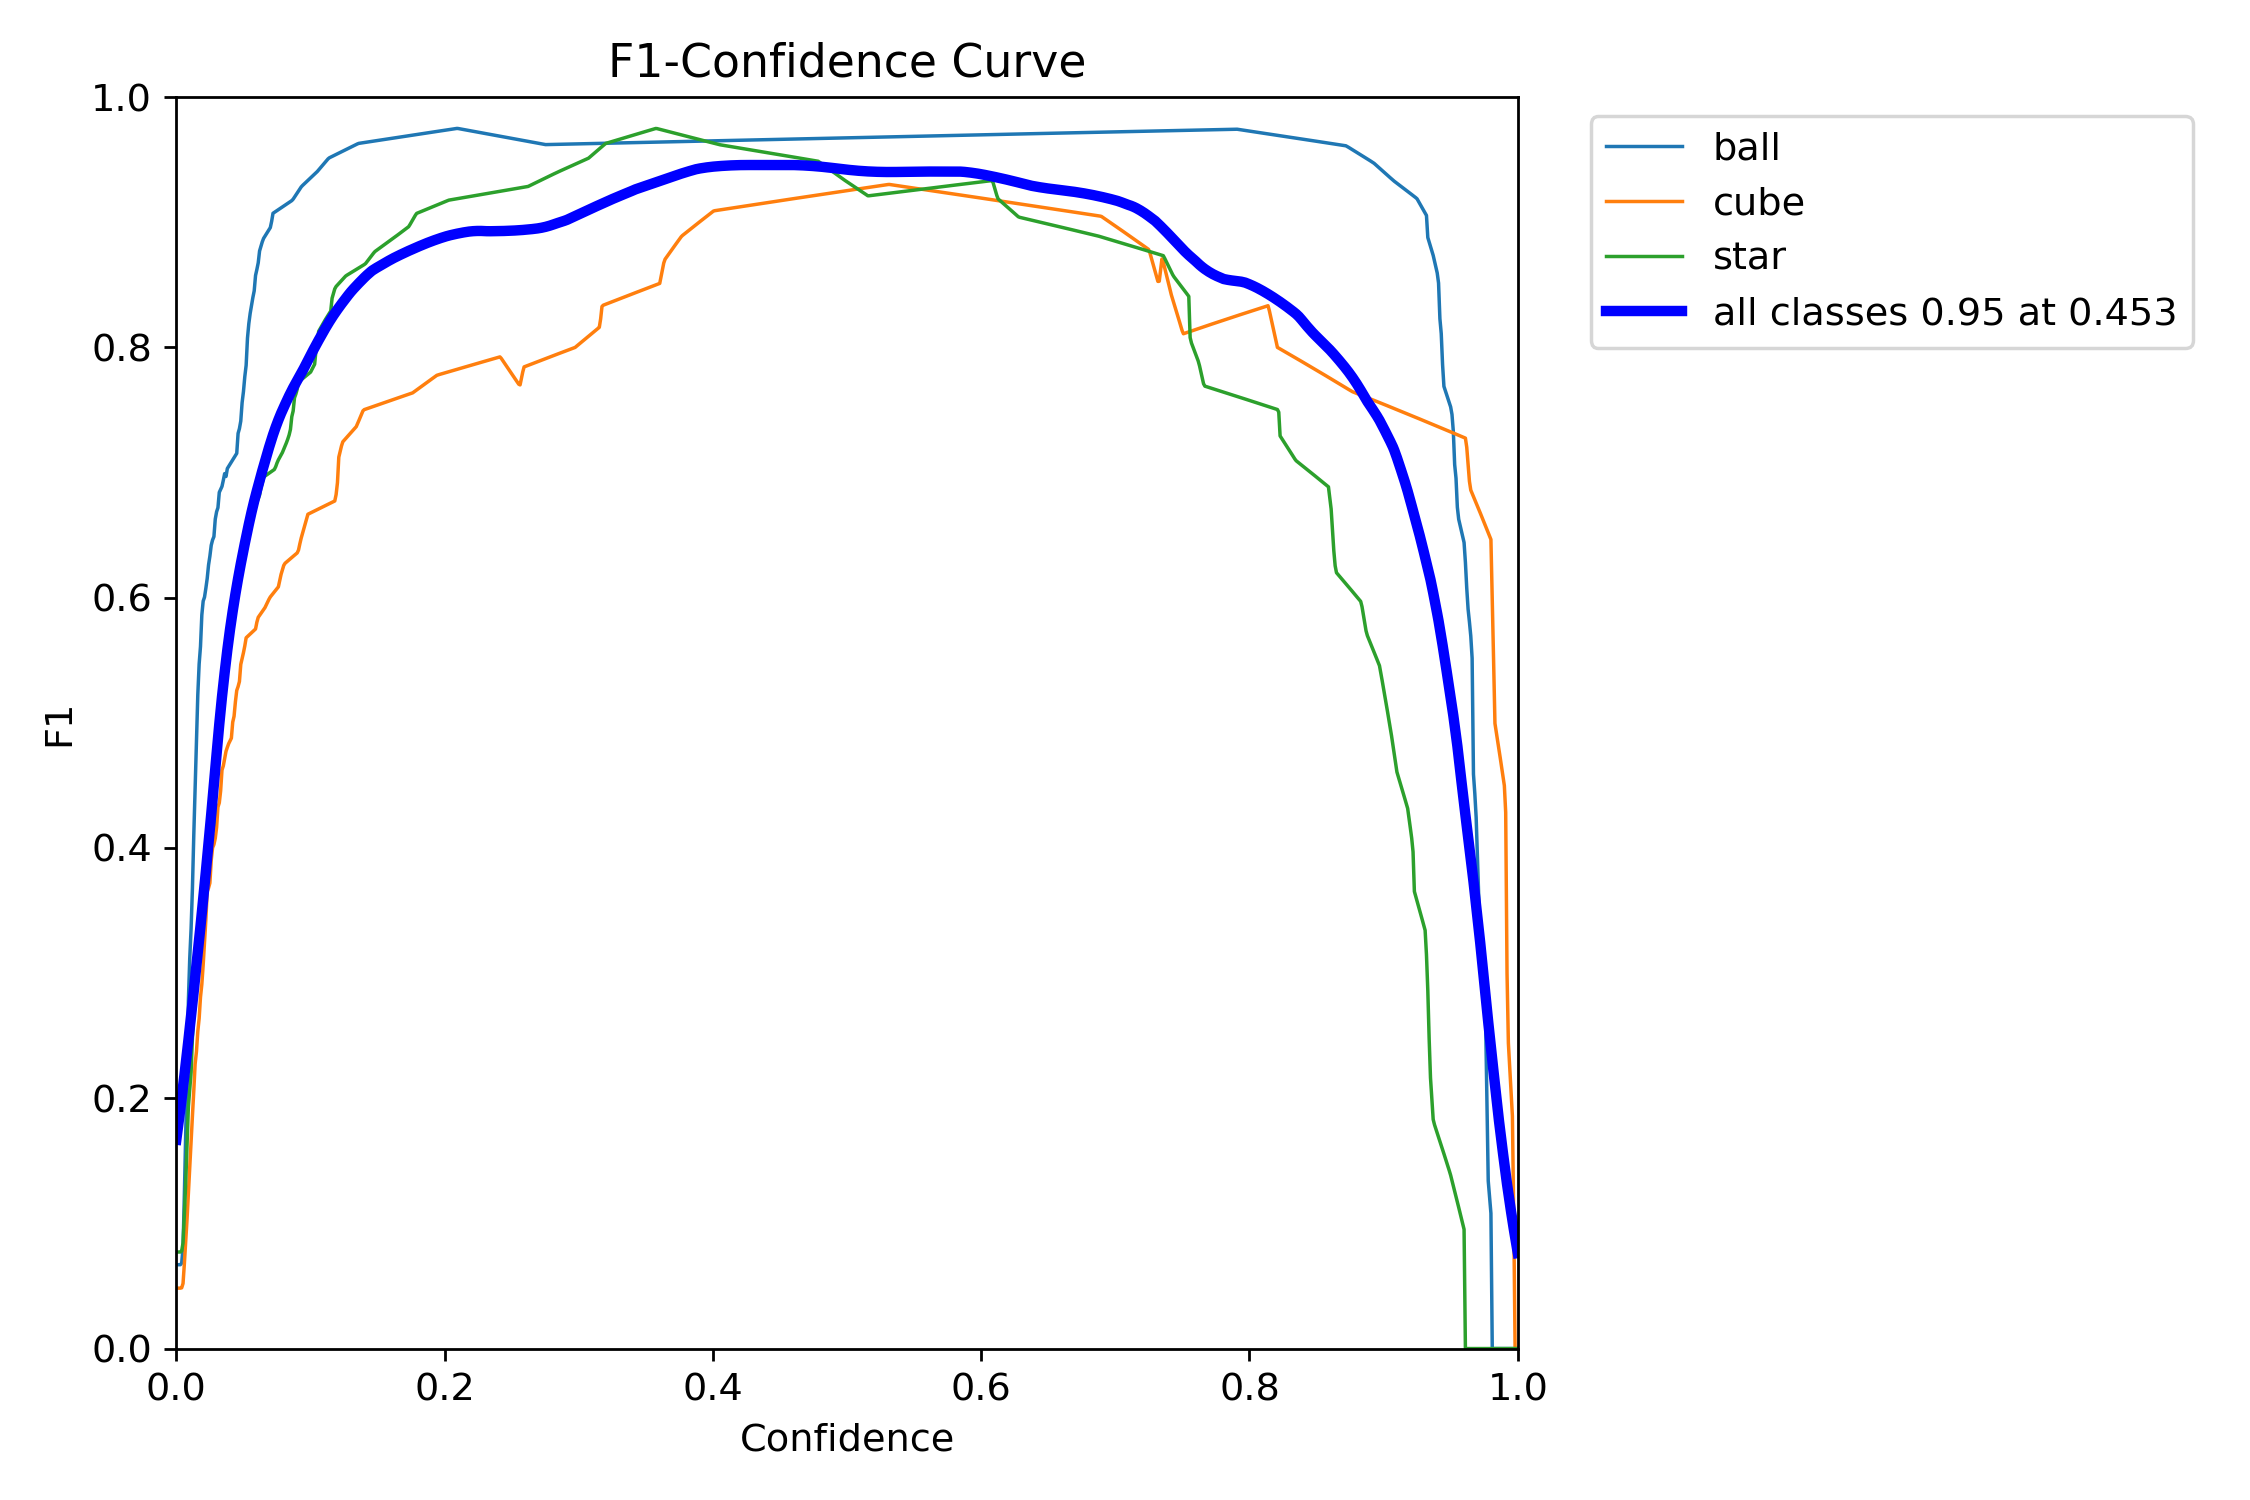 F1-Confidence Curve
1.0
0.8
0.6
0.4
0.2
0.0
F1
0.0 0.2 0.4 0.6 0.8 1.0
Confidence
ball
cube
star
all classes 0.95 at 0.453